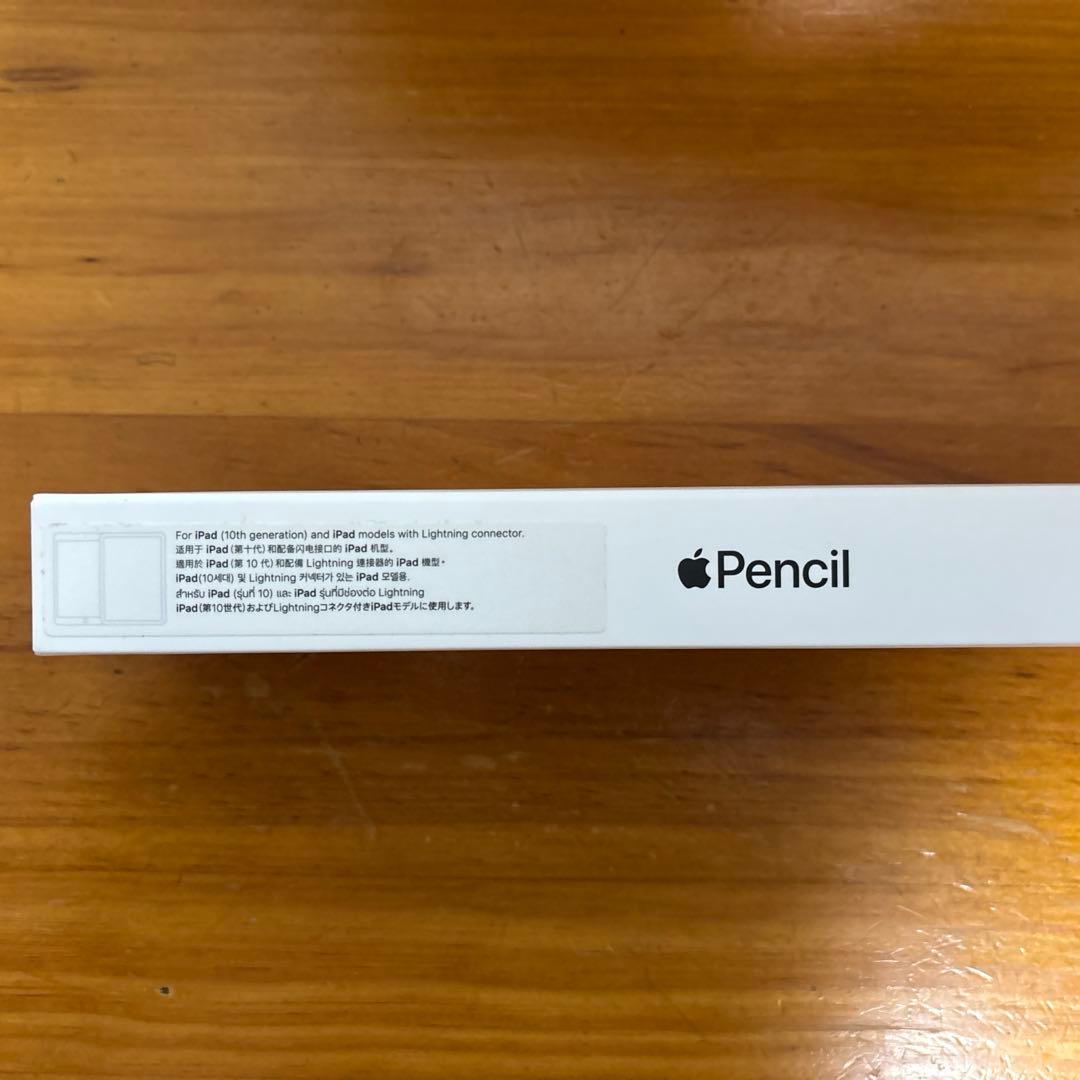 For iPad (10th generation) and iPad models with Lightning connector.
适用于 iPad (第十代) 和配备闪电接口的 iPad 机型。
適用於 iPad (第 10 代) 和配備 Lightning 連接器的 iPad 機型。
iPad(10세대) 및 Lightning 커넥터가 있는 iPad 모델용.
สำหรับ iPad (รุ่นที่ 10) และ iPad รุ่นที่มีช่องต่อ Lightning
iPad(第10世代)およびLightningコネクタ付きiPadモデルに使用します。
Pencil